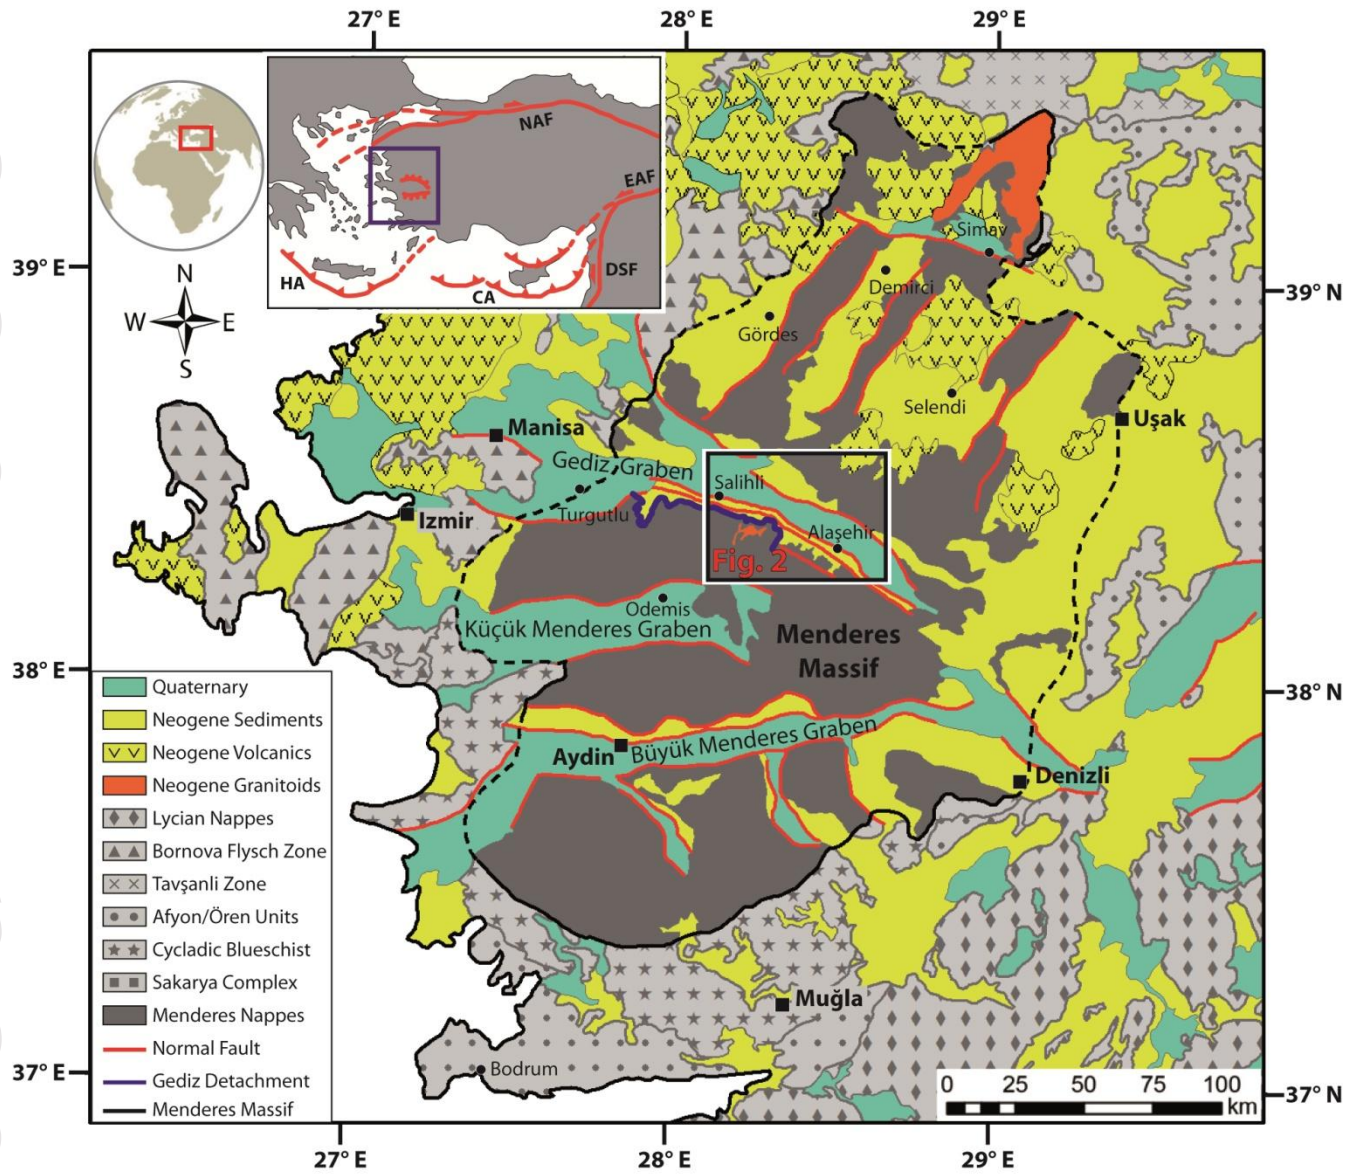 27° E
28° E
29° E
NAF
EAF
DSF
HA
CA
39° E
39° N
N
W
E
S
Simav
Demirci
Gördes
Selendi
Uşak
Manisa
Gediz Graben
Salihli
Turgutlu
Izmir
Alaşehir
Fig. 2
Odemis
Küçük Menderes Graben
Menderes
Massif
38° E
38° N
Quaternary
Neogene Sediments
Neogene Volcanics
Neogene Granitoids
Lycian Nappes
Bornova Flysch Zone
Tavşanli Zone
Afyon/Ören Units
Cycladic Blueschist
Sakarya Complex
Menderes Nappes
Normal Fault
Gediz Detachment
Menderes Massif
Aydin
Büyük Menderes Graben
Denizli
Muğla
Bodrum
37° E
37° N
0 25 50 75 100
km
27° E
28° E
29° E